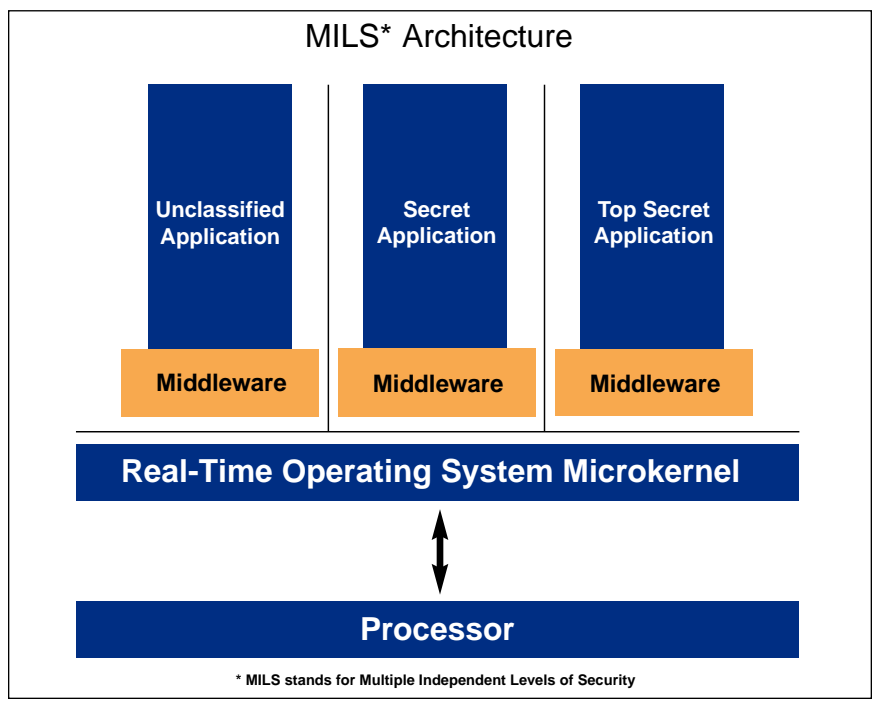 MILS* Architecture
Unclassified
Application
Secret
Application
Top Secret
Application
Middleware
Middleware
Middleware
Real-Time Operating System Microkernel
Processor
* MILS stands for Multiple Independent Levels of Security